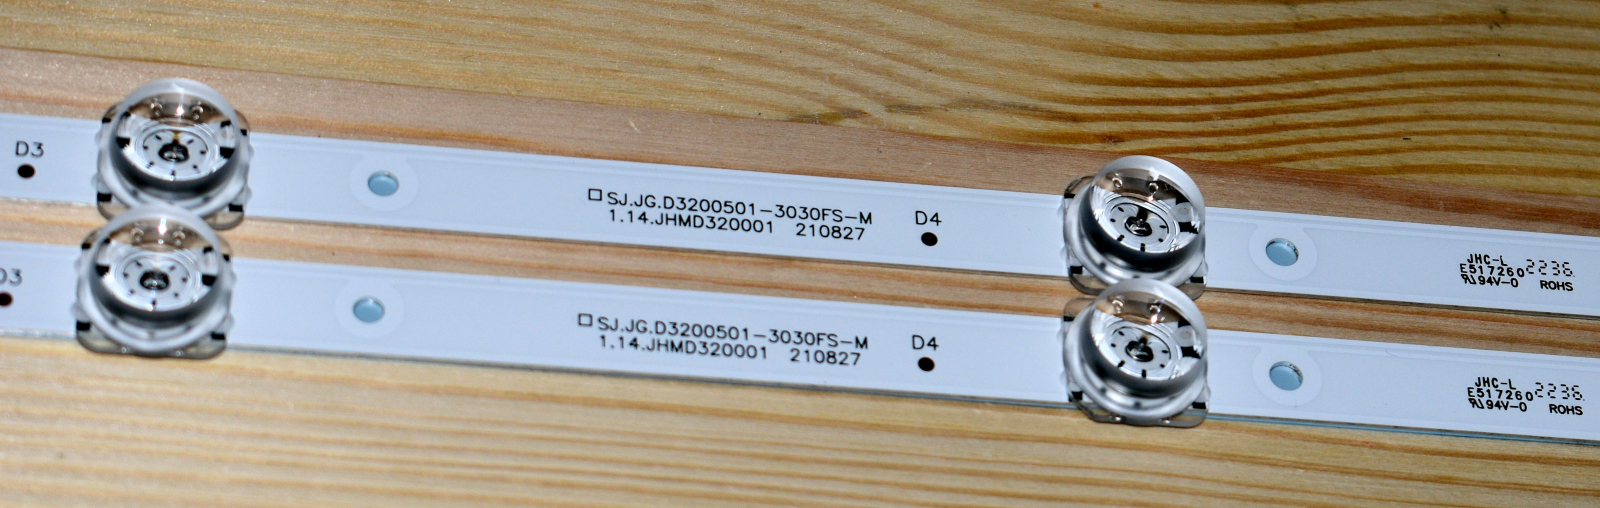 D3
□ SJ.JG.D3200501-3030FS-M
1.14.JHMD320001 210827
D4
JHC-L
E517260 2236
94V-0 ROHS
D3
□ SJ.JG.D3200501-3030FS-M
1.14.JHMD320001 210827
D4
JHC-L
E517260 2236
94V-0 ROHS